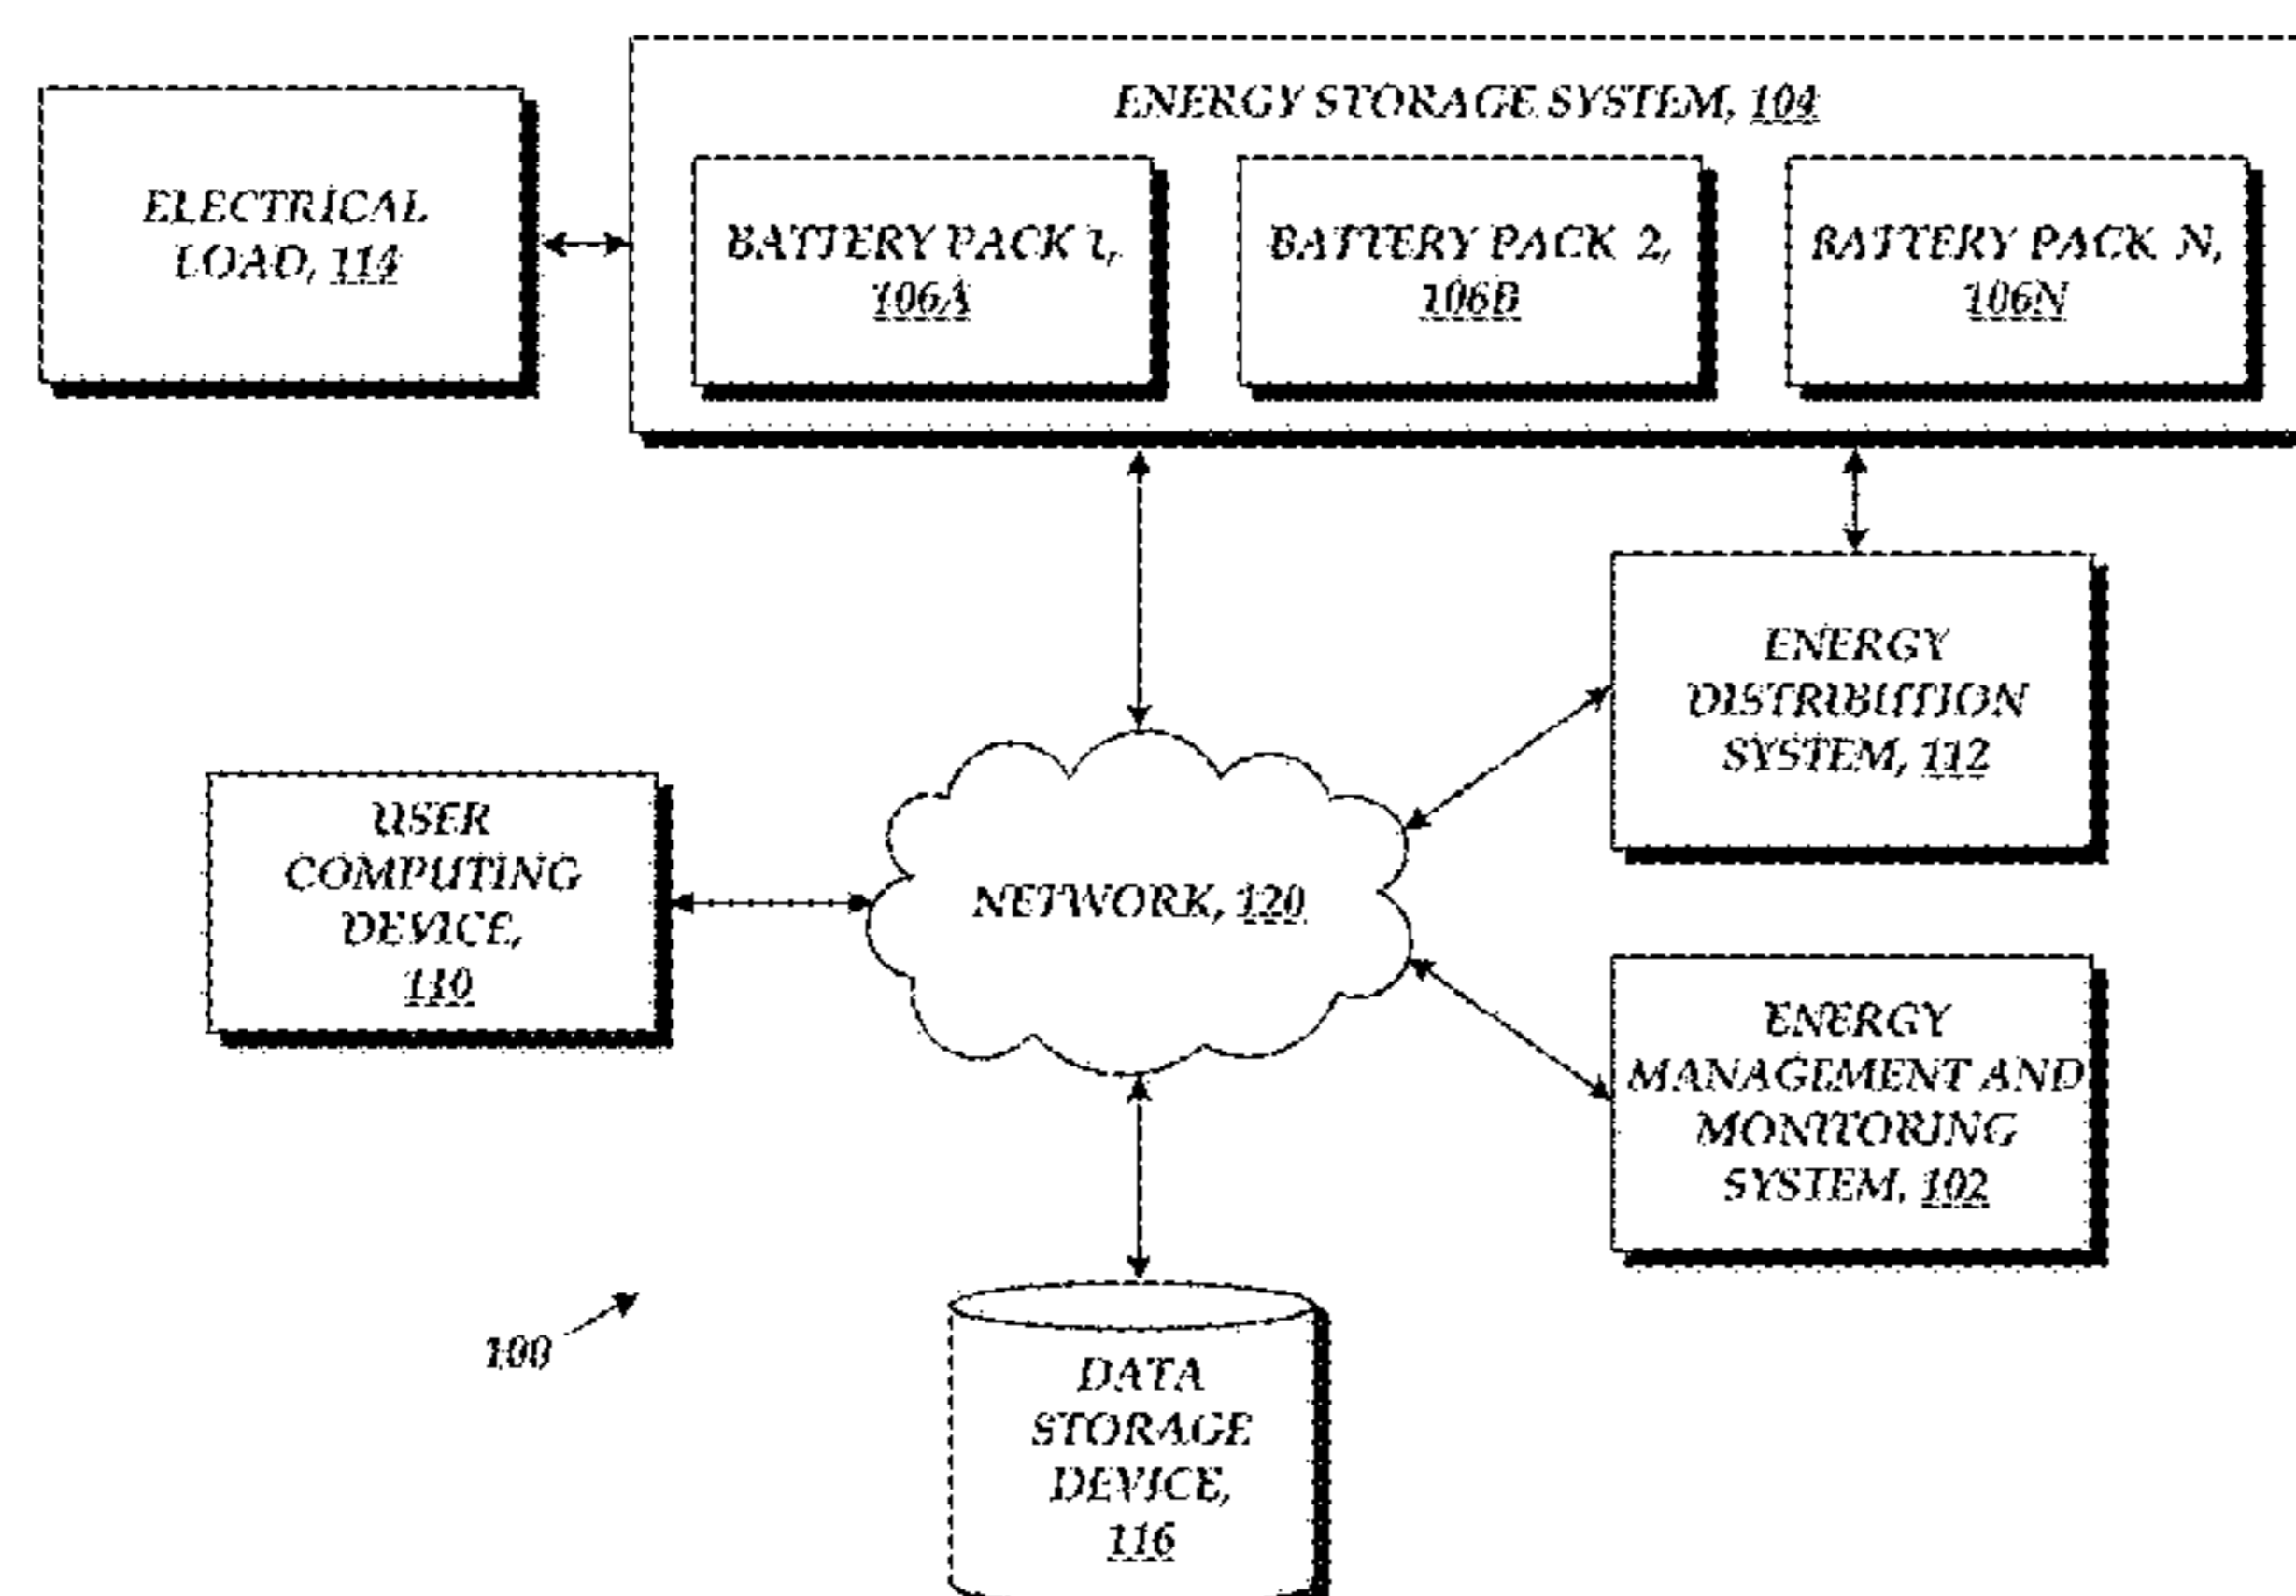 ENERGY STORAGE SYSTEM, 104
ELECTRICAL
LOAD, 114
BATTERY PACK 1,
106A
BATTERY PACK 2,
106B
BATTERY PACK N,
106N
ENERGY
DISTRIBUTION
SYSTEM, 112
USER
COMPUTING
DEVICE,
110
NETWORK, 120
ENERGY
MANAGEMENT AND
MONITORING
SYSTEM, 102
100
DATA
STORAGE
DEVICE,
116